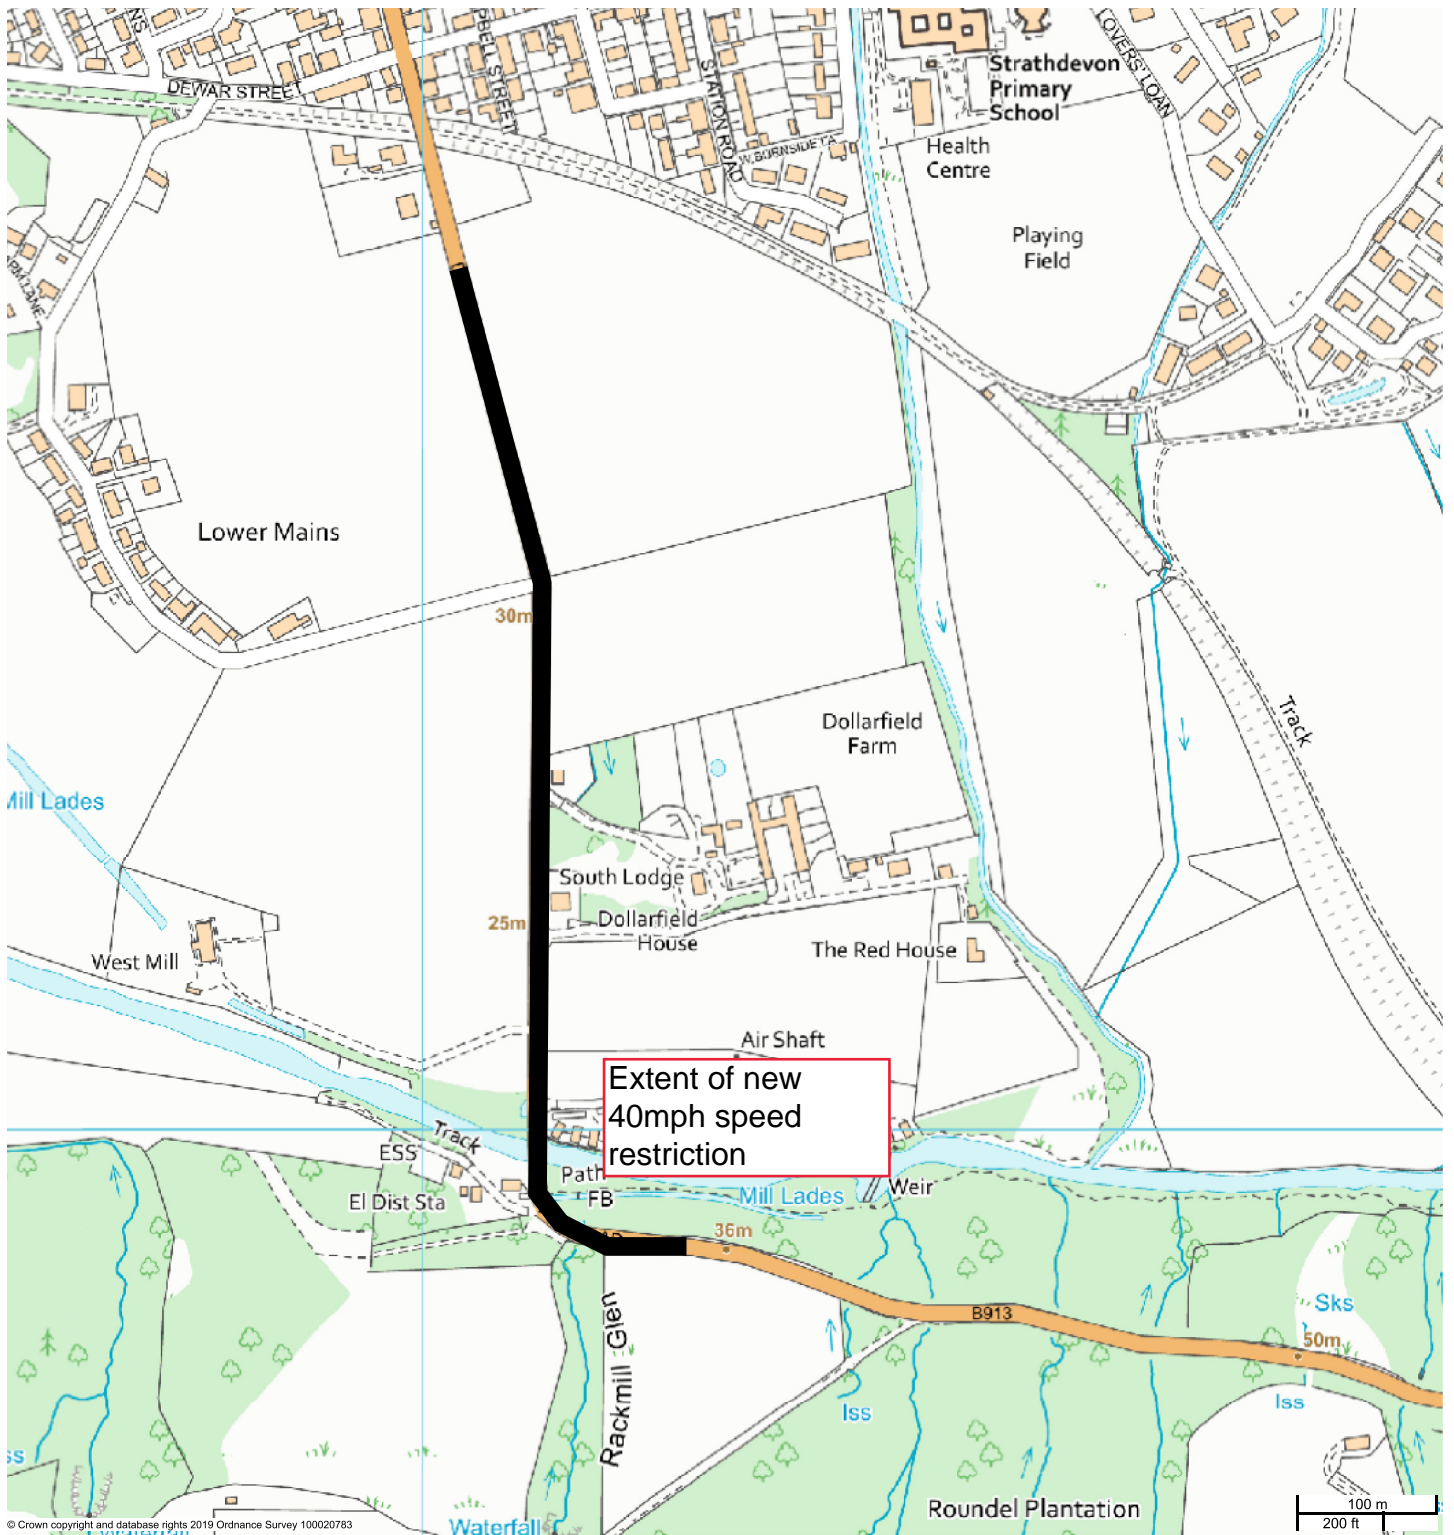 DEWAR STREET
STATION ROAD
W BURNSIDE
LOVERS' LOAN
Strathdevon
Primary
School
Health
Centre
Playing
Field
Lower Mains
30m
Track
Dollarfield
Farm
Mill Lades
South Lodge
25m
Dollarfield
House
The Red House
West Mill
Air Shaft
Extent of new
40mph speed
restriction
Track
ESS
Path
FB
El Dist Sta
Mill Lades
Weir
36m
B913
Sks
50m
Rackmill Glen
Iss
Iss
Roundel Plantation
Waterfall
100 m
200 ft
© Crown copyright and database rights 2019 Ordnance Survey 100020783